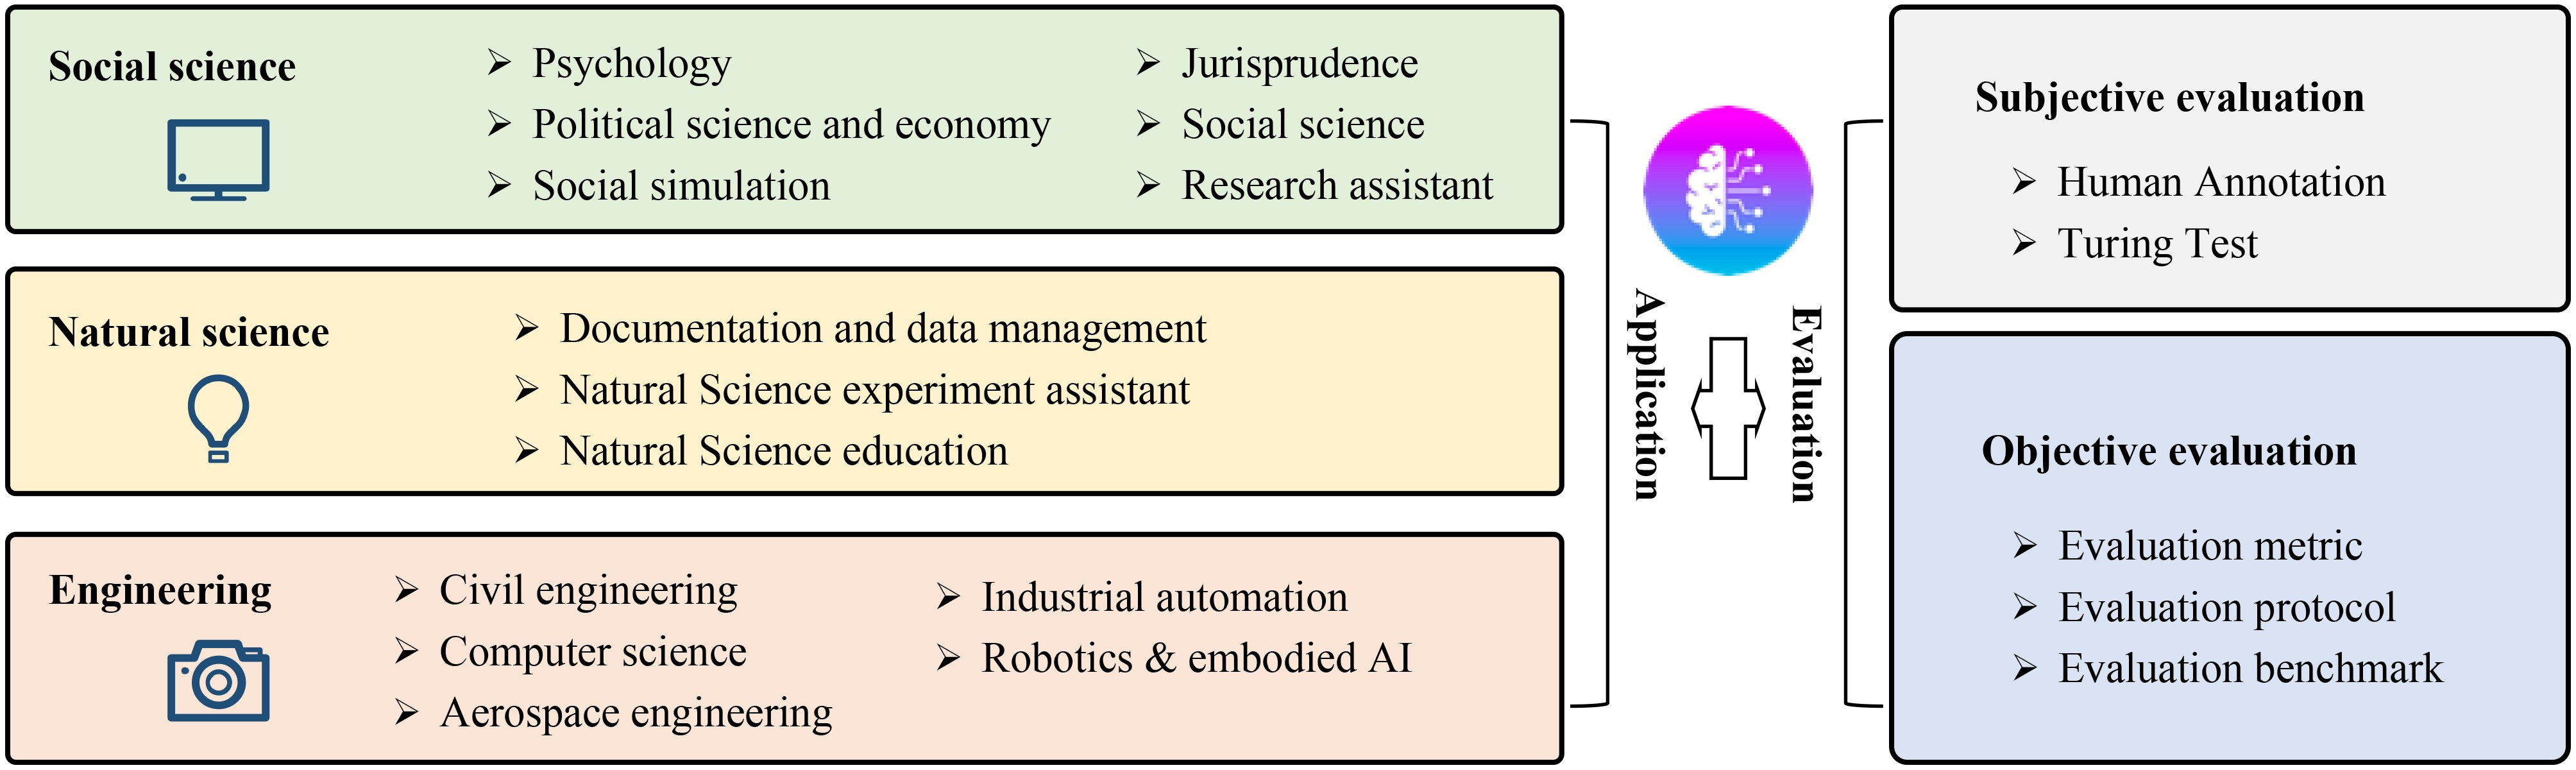 Social science
Psychology
Political science and economy
Social simulation
Jurisprudence
Social science
Research assistant
Natural science
Documentation and data management
Natural Science experiment assistant
Natural Science education
Engineering
Civil engineering
Computer science
Aerospace engineering
Industrial automation
Robotics & embodied AI
Application
Evaluation
Subjective evaluation
Human Annotation
Turing Test
Objective evaluation
Evaluation metric
Evaluation protocol
Evaluation benchmark